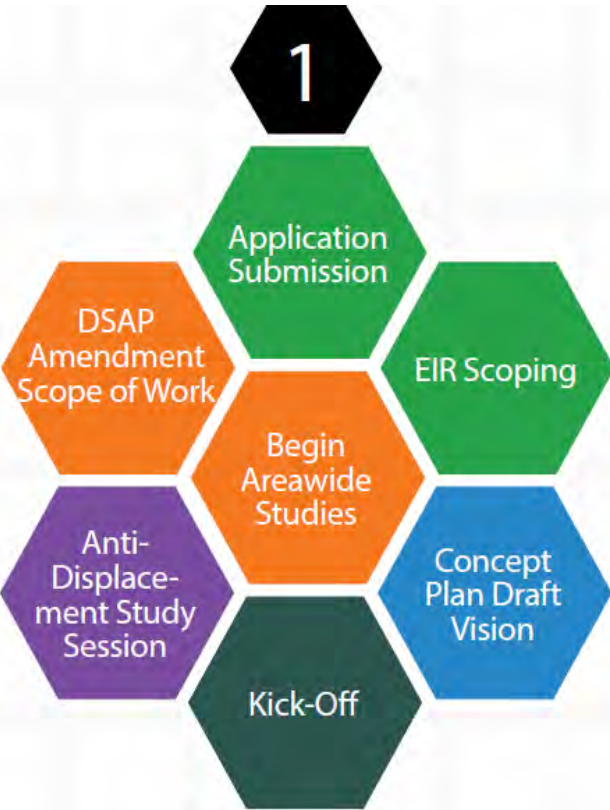 1
Application
Submission
DSAP
Amendment
Scope of Work
EIR Scoping
Begin
Areawide
Studies
Anti-
Displace-
ment Study
Session
Concept
Plan Draft
Vision
Kick-Off